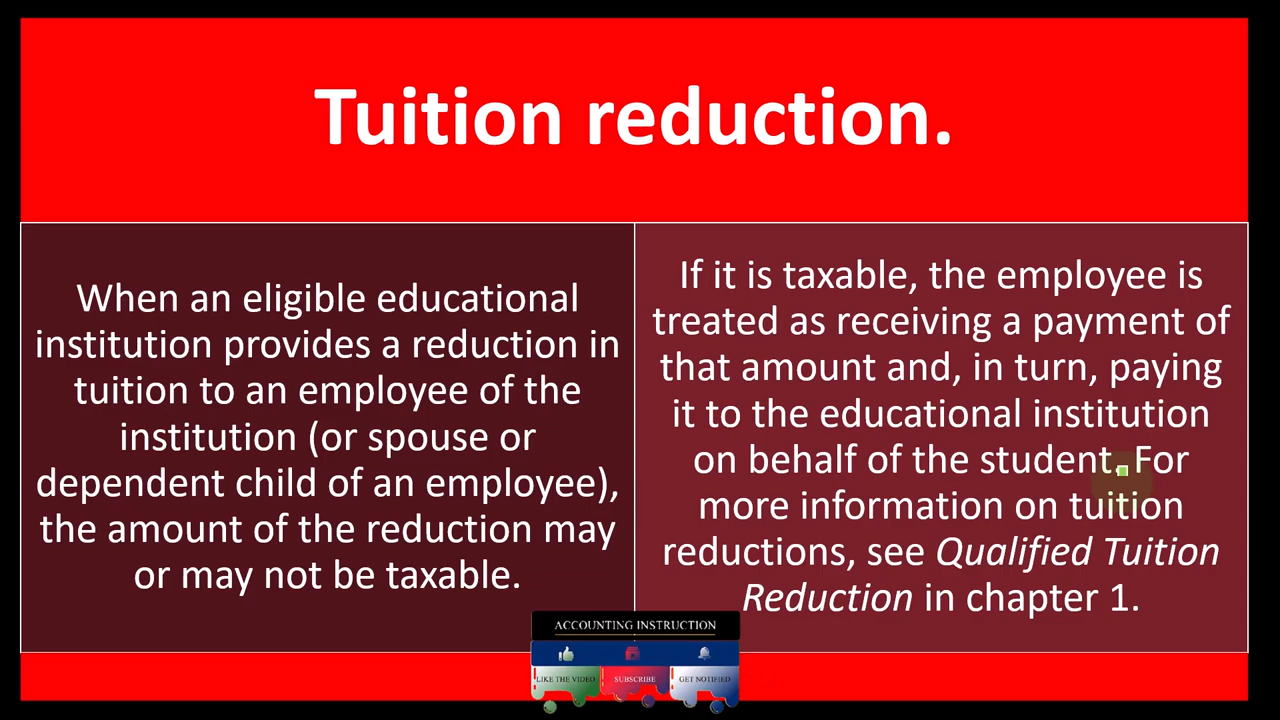 Tuition reduction.
When an eligible educational
institution provides a reduction in
tuition to an employee of the
institution (or spouse or
dependent child of an employee),
the amount of the reduction may
or may not be taxable.
If it is taxable, the employee is
treated as receiving a payment of
that amount and, in turn, paying
it to the educational institution
on behalf of the student. For
more information on tuition
reductions, see Qualified Tuition
Reduction in chapter 1.
ACCOUNTING INSTRUCTION
LIKE THE VIDEO
SUBSCRIBE
GET NOTIFIED